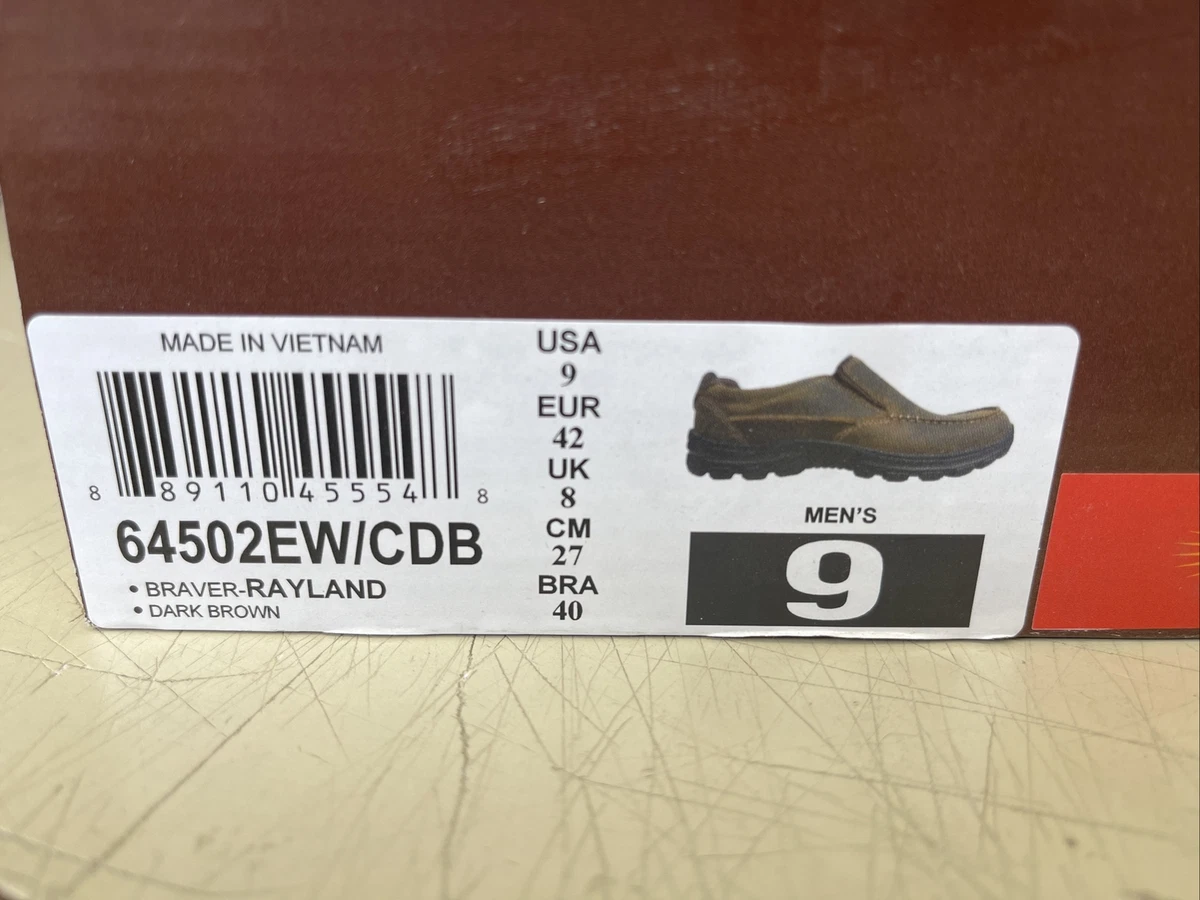 MADE IN VIETNAM
8 89110 45554 8
64502EW/CDB
• BRAVER-RAYLAND
• DARK BROWN
USA
9
EUR
42
UK
8
CM
27
BRA
40
MEN'S
9